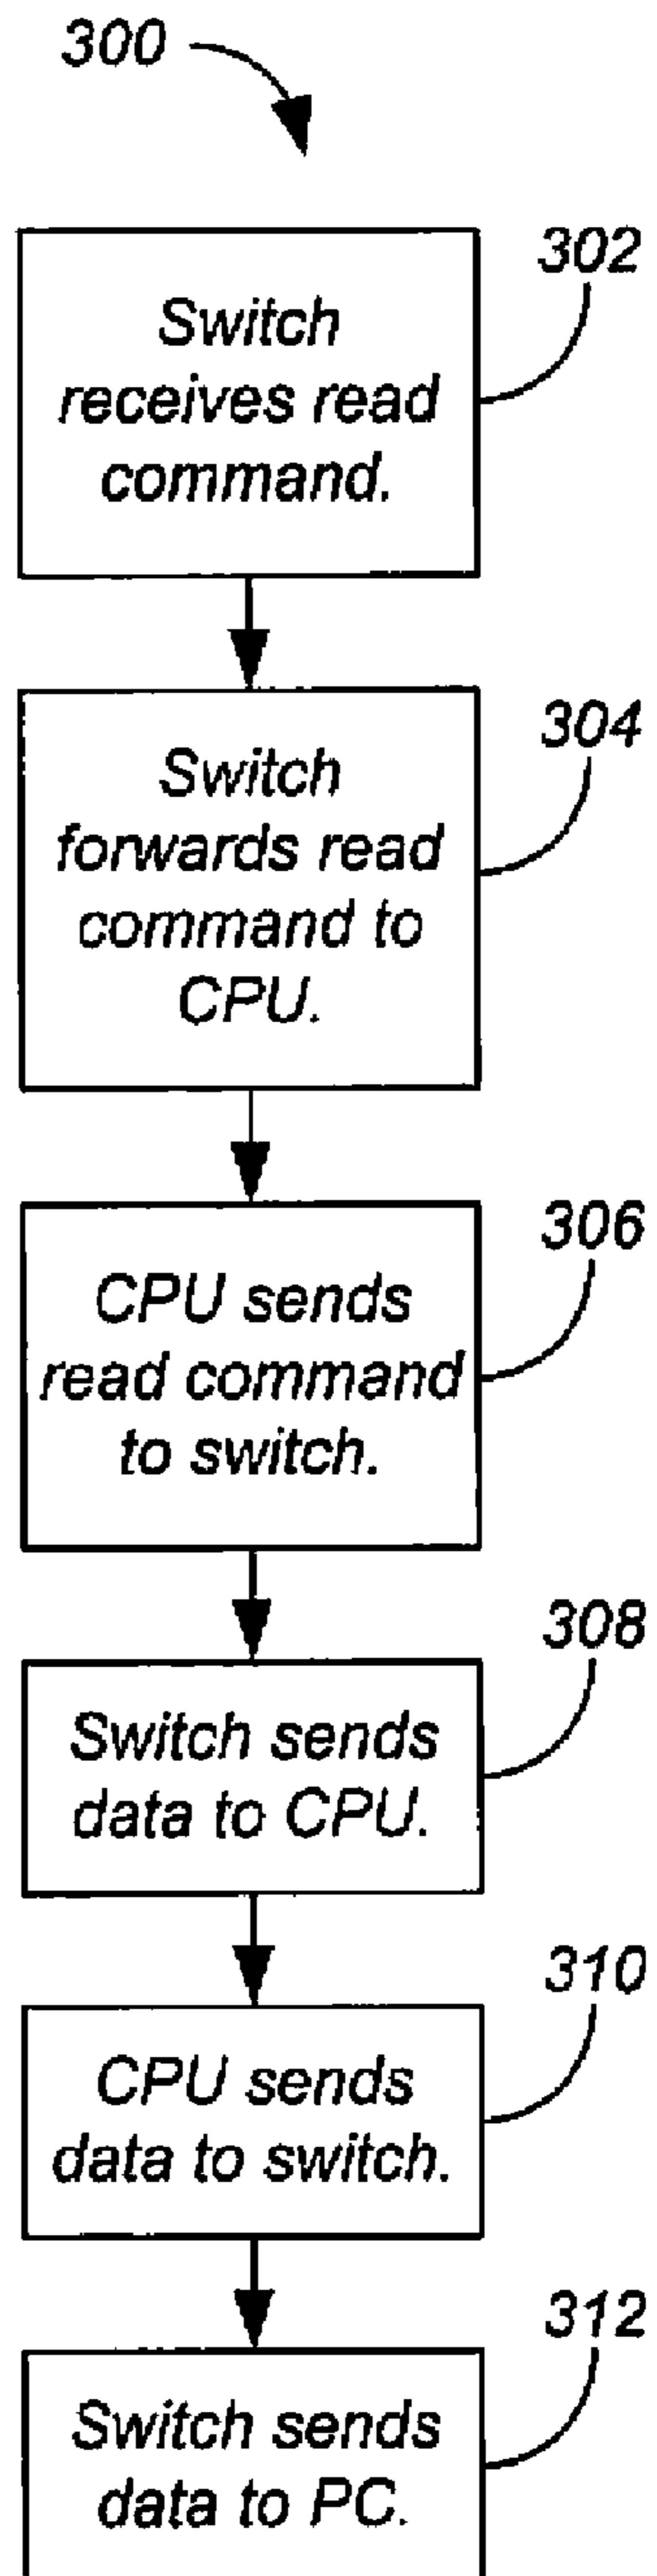 300
302
Switch
receives read
command.
304
Switch
forwards read
command to
CPU.
306
CPU sends
read command
to switch.
308
Switch sends
data to CPU.
310
CPU sends
data to switch.
312
Switch sends
data to PC.